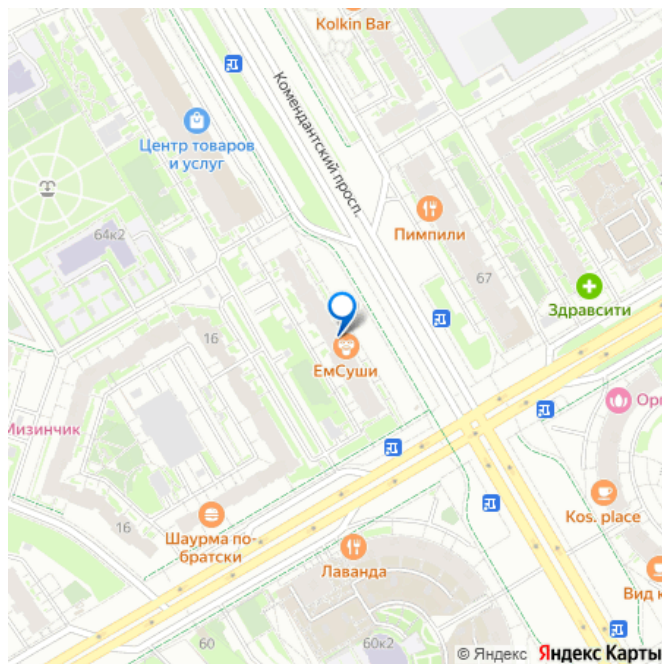 Kolkin Bar
Комендантский просп.
Центр товаров
и услуг
Пимпили
64к2
67
Здравсити
16
ЕмСуши
Мизинчик
Орг
Kos. place
16
Шаурма по-
братски
Лаванда
Вид к
60
60к2
© Яндекс Яндекс Карты